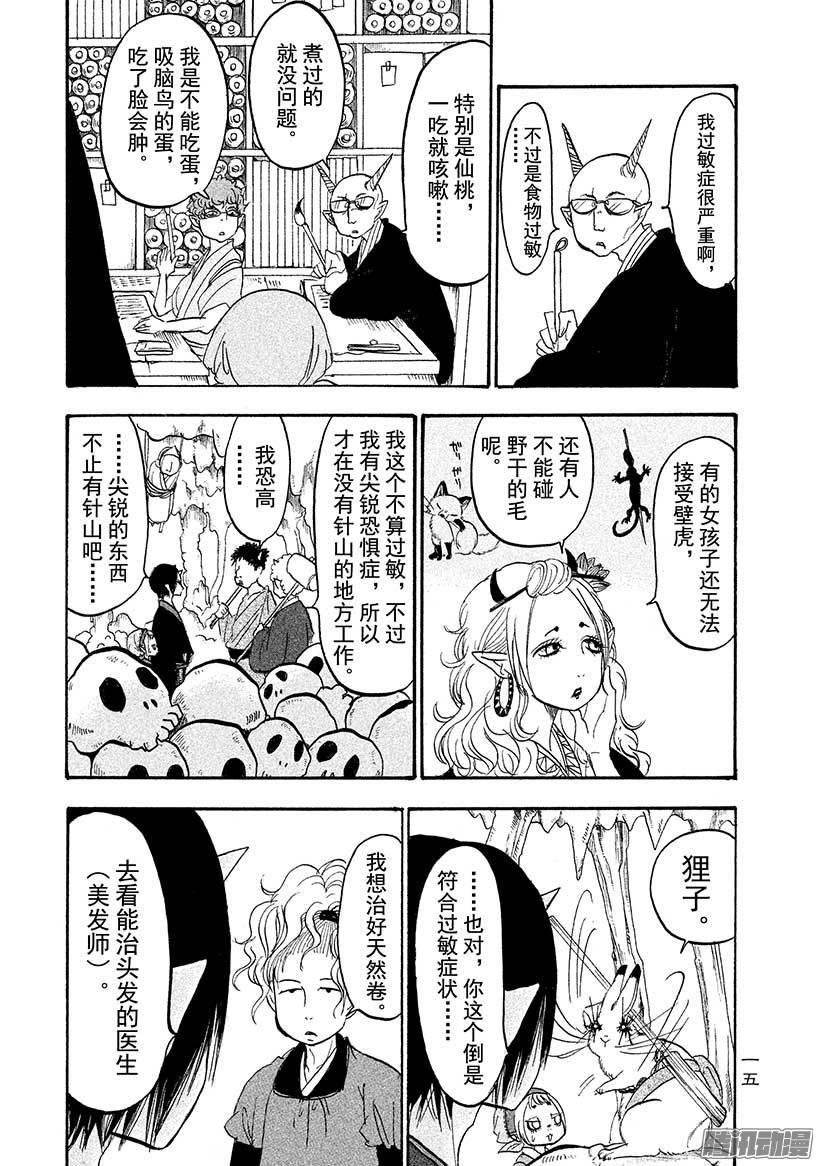 我过敏症很严重啊，
不过是食物过敏
……
特别是仙桃，
一吃就咳嗽……
煮过的
就没问题。
我是不能吃蛋，
吸脑鸟的蛋，
吃了脸会肿。
有的女孩子还无法
接受壁虎，
还有人
不能碰
野干的毛
呢。
ガリ
ガリ
我这个不算过敏，不过
我有尖锐恐惧症，所以
才在没有针山的地方工作。
我恐高
……尖锐的东西
不止有针山吧……
狸子。
……也对，你这个倒是
符合过敏症状……
我想治好天然卷。
去看能治头发的医生
（美发师）。
一五
腾讯动漫